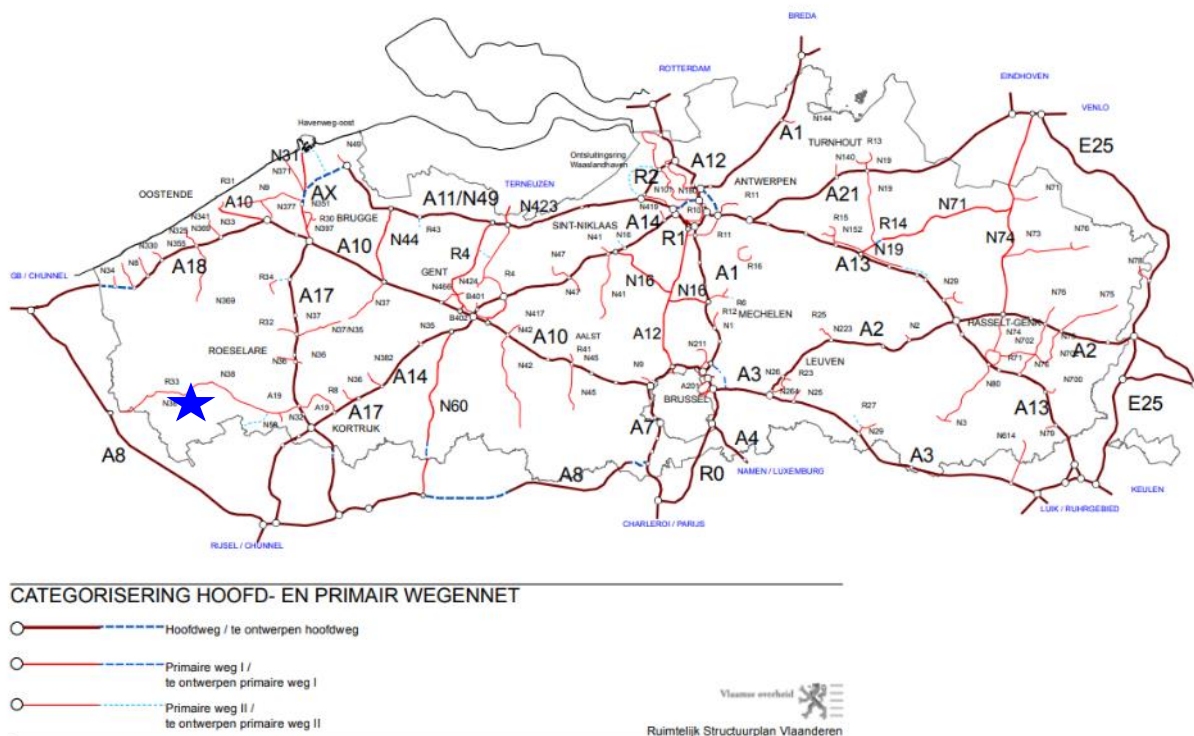 BREDA
ROTTERDAM
EINDHOVEN
VENLO
N144
A1
TURNHOUT
R13
Havenweg-oost
N49
N31
N371
Ontsluitingsring
Waaslandhaven
A12
N140
N19
E25
R31
N9
OOSTENDE
A10
AX
TERNEUZEN
R2
N101
ANTWERPEN
R11
A21
N19
N71
N377
N351
A11/N49
N423
N419
A14
N341
N33
R30
BRUGGE
N397
SINT-NIKLAAS
R1
R11
R15
N152
R14
N71
N355
N330
A10
N44
R43
N16
N41
N19
N74
N73
N76
GB / CHUNNEL
N34
A18
R4
GENT
R4
N47
A1
R16
A13
N78
R34
A17
N466
N424
B401
B402
N47
N16
N41
N16
R6
MECHELEN
N29
N76
N75
N369
N37
N37
N417
A10
A12
R12
N1
R25
N223
A2
N2
HASSELT-GENK
R32
N37/N35
N35
N42
AALST
R41
N45
LEUVEN
N74
N702
A2
ROESELARE
N36
N36
N382
A14
N42
N9
N211
A3
N26
R23
R71
N76
R33
N38
N36
N45
A201
BRUSSEL
N264
N25
N80
N700
A19
R8
A17
N60
A13
E25
A19
N32
KORTRIJK
A7
R27
N29
N3
N614
N79
N58
A4
A8
A8
R0
NAMEN / LUXEMBURG
A3
KEULEN
CHARLEROI / PARIJS
LUIK / RUHRGEBIED
RIJSEL / CHUNNEL
CATEGORISERING HOOFD- EN PRIMAIR WEGENNET
Hoofdweg / te ontwerpen hoofdweg
Primaire weg I /
te ontwerpen primaire weg I
Primaire weg II /
te ontwerpen primaire weg II
Vlaamse overheid
Ruimtelijk Structuurplan Vlaanderen